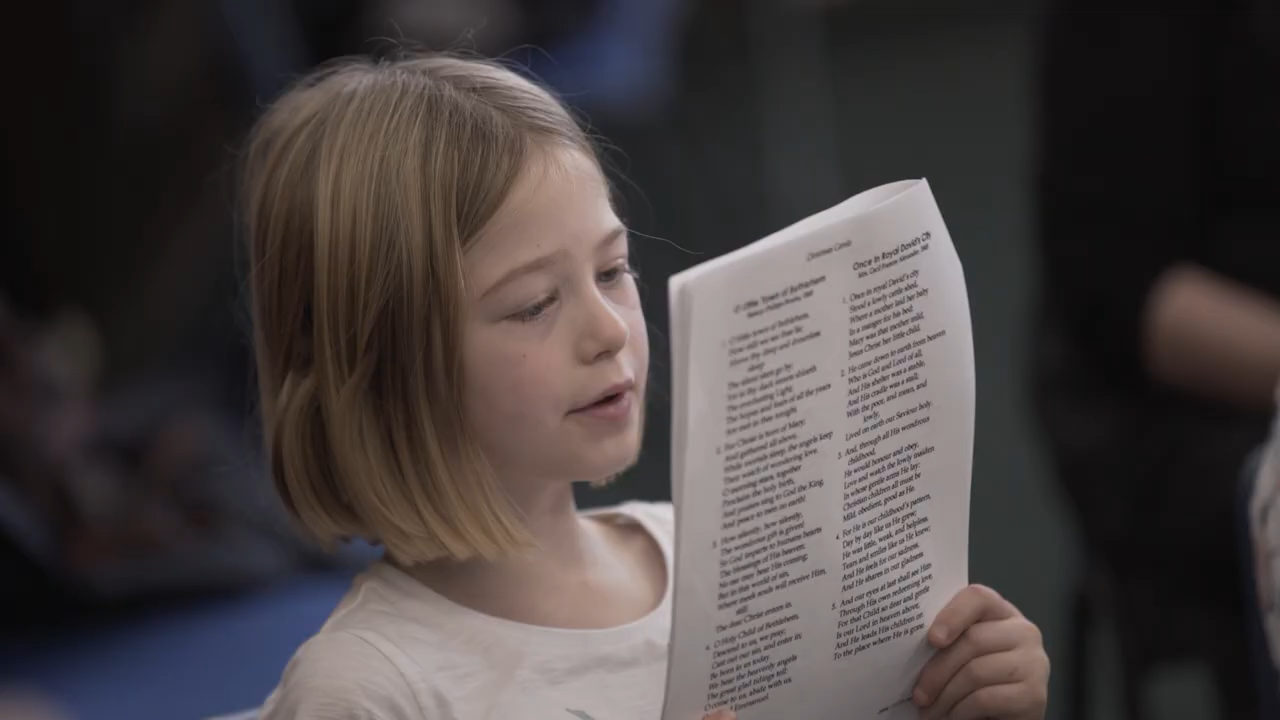 Christmas Carols
O Little Town of Bethlehem
O little town of Bethlehem,
How still we see thee lie
Above thy deep and dreamless
sleep
The silent stars go by:
Yet in thy dark streets shineth
The everlasting Light;
The hopes and fears of all the years
Are met in thee tonight.
2. For Christ is born of Mary;
And gathered all above,
While mortals sleep, the angels keep
Their watch of wondering love.
O morning stars, together
Proclaim the holy birth,
And praises sing to God the King,
And peace to men on earth!
3. How silently, how silently,
The wondrous gift is given!
So God imparts to humans hearts
The blessings of His heaven.
No ear may hear His coming;
But in this world of sin,
Where meek souls will receive Him,
still
The dear Christ enters in.
4. O Holy Child of Bethlehem,
Descend to us, we pray;
Cast out our sin, and enter in;
Be born in us today.
We hear the heavenly angels
The great glad tidings tell:
O come to us, abide with us,
Emmanuel.
Once In Royal David's City
Mrs. Cecil Frances Alexander, 1848
1. Once in royal David's city
Stood a lowly cattle shed,
Where a mother laid her baby
In a manger for his bed:
Mary was that mother mild,
Jesus Christ her little child.
2. He came down to earth from heaven
Who is God and Lord of all,
And His shelter was a stable,
And His cradle was a stall;
With the poor, and mean, and
lowly,
Lived on earth our Saviour holy.
3. And, through all His wondrous
childhood,
He would honour and obey,
Love and watch the lowly maiden
In whose gentle arms He lay:
Christian children all must be
Mild, obedient, good as He.
4. For He is our childhood's pattern,
Day by day like us He grew;
He was little, weak, and helpless,
Tears and smiles like us He knew;
And He feels for our sadness,
And He shares in our gladness.
5. And our eyes at last shall see Him
Through His own redeeming love,
For that Child so dear and gentle
Is our Lord in heaven above;
And He leads His children on
To the place where He is gone.